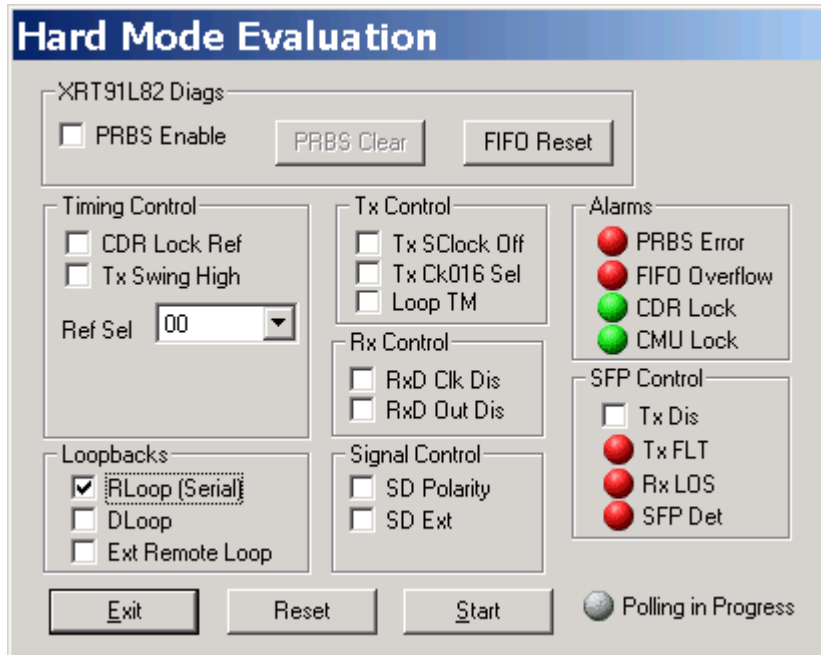 Hard Mode Evaluation
XRT91L82 Diags
PRBS Enable
PRBS Clear
FIFO Reset
Timing Control
CDR Lock Ref
Tx Swing High
Ref Sel
00
Tx Control
Tx SClock Off
Tx Ck016 Sel
Loop TM
Rx Control
RxD Clk Dis
RxD Out Dis
Alarms
PRBS Error
FIFO Overflow
CDR Lock
CMU Lock
SFP Control
Tx Dis
Tx FLT
Rx LOS
SFP Det
Loopbacks
RLoop (Serial)
DLoop
Ext Remote Loop
Signal Control
SD Polarity
SD Ext
Exit
Reset
Start
Polling in Progress